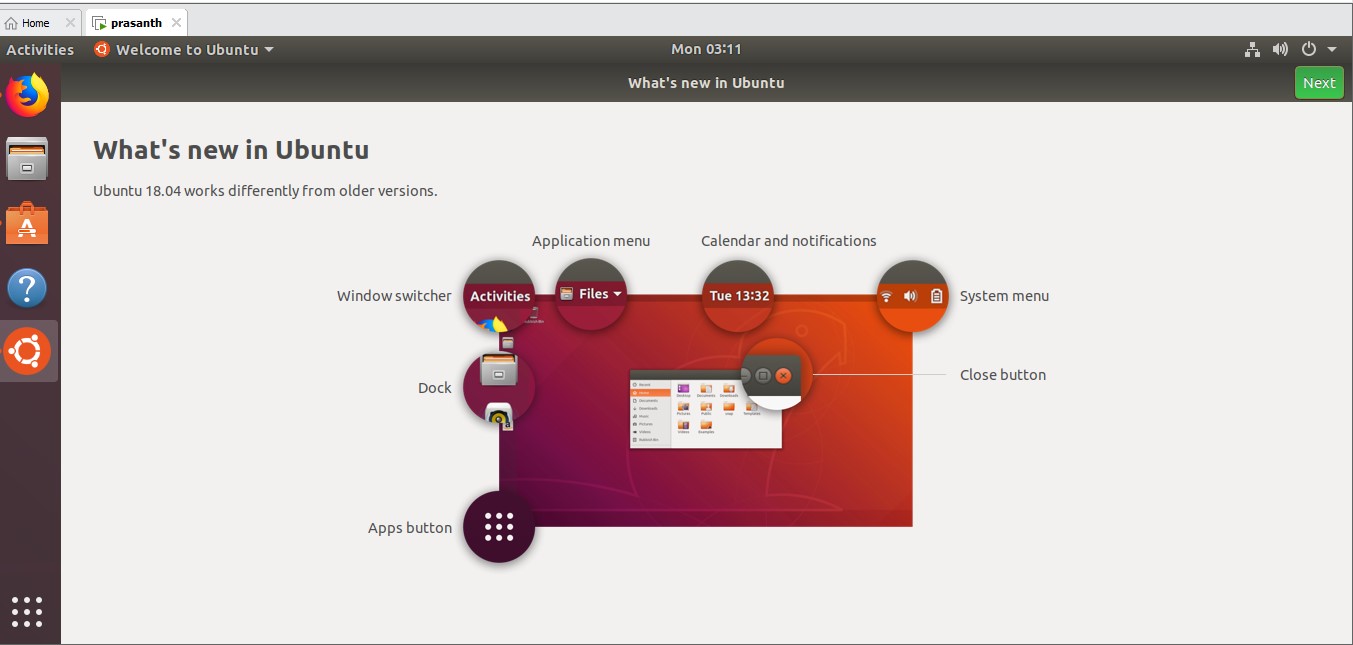 Home
prasanth
Activities Welcome to Ubuntu Mon 03:11
What's new in Ubuntu Next
What's new in Ubuntu
Ubuntu 18.04 works differently from older versions.
Application menu Calendar and notifications
Window switcher Activities Files Tue 13:32 System menu
Close button
Dock
Apps button